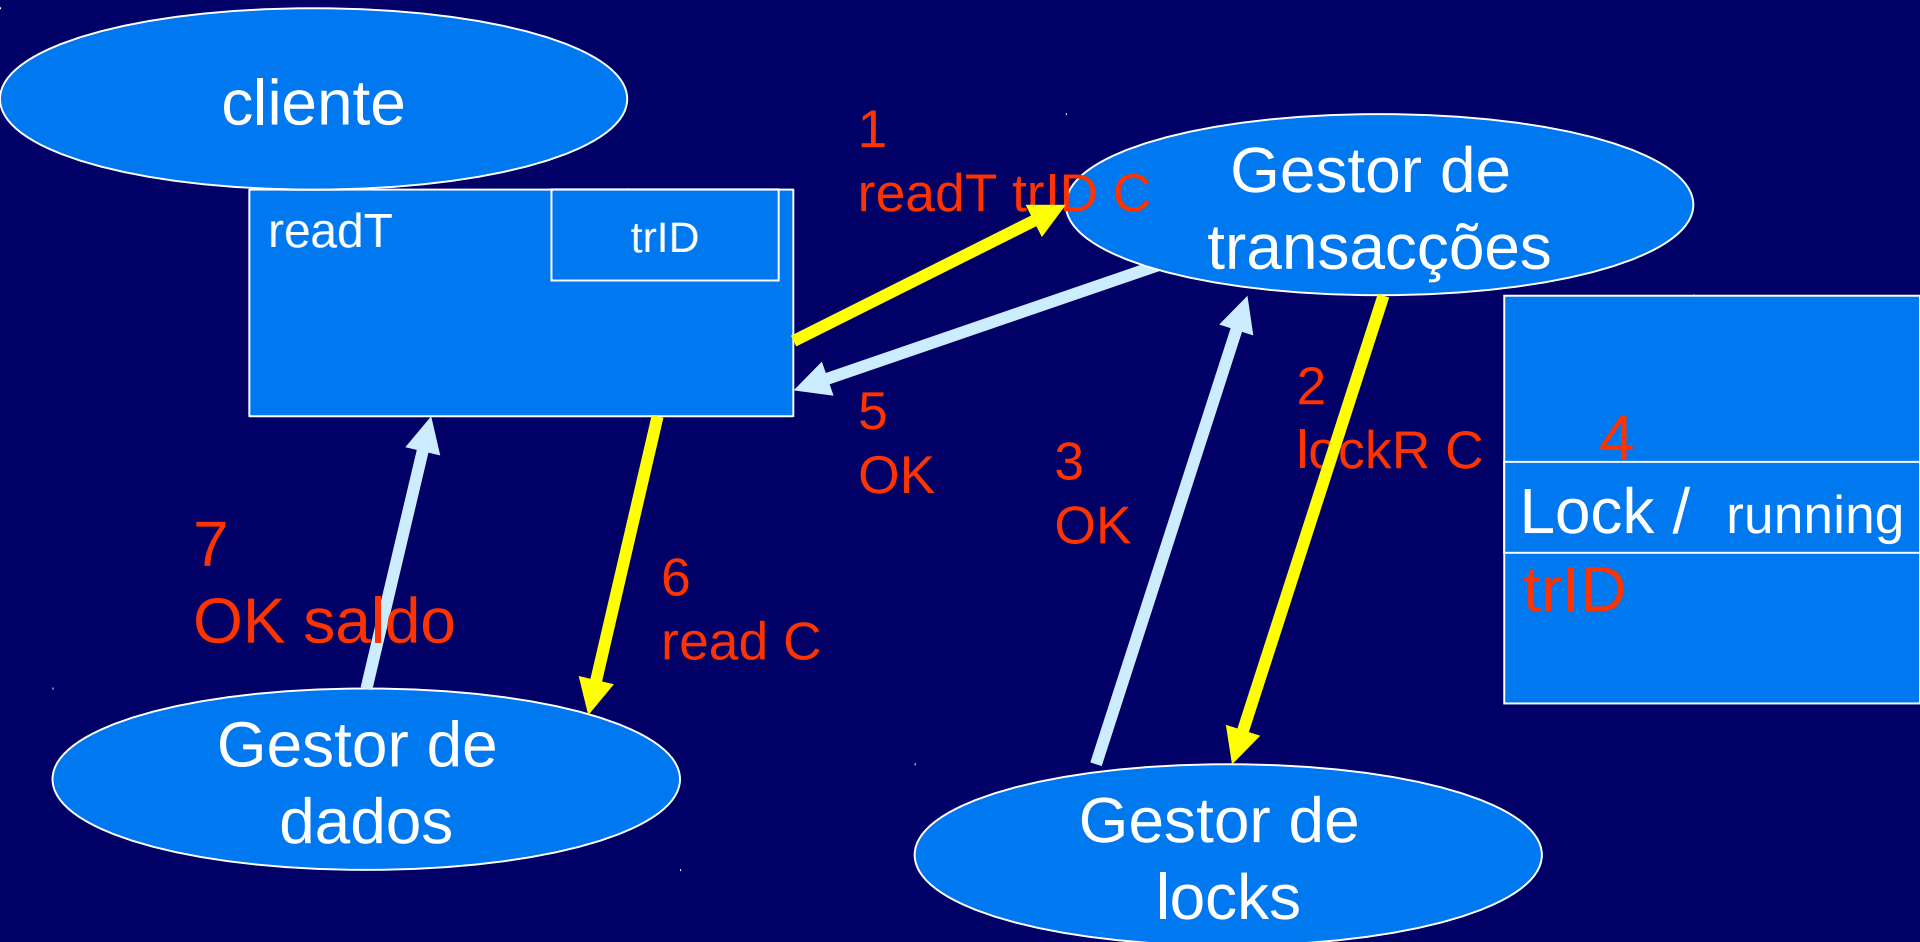 cliente
readT
trID
1
readT trID C
Gestor de
transacções
5
OK
3
OK
2
lockR C
4
Lock / running
trID
7
OK saldo
6
read C
Gestor de
dados
Gestor de
locks